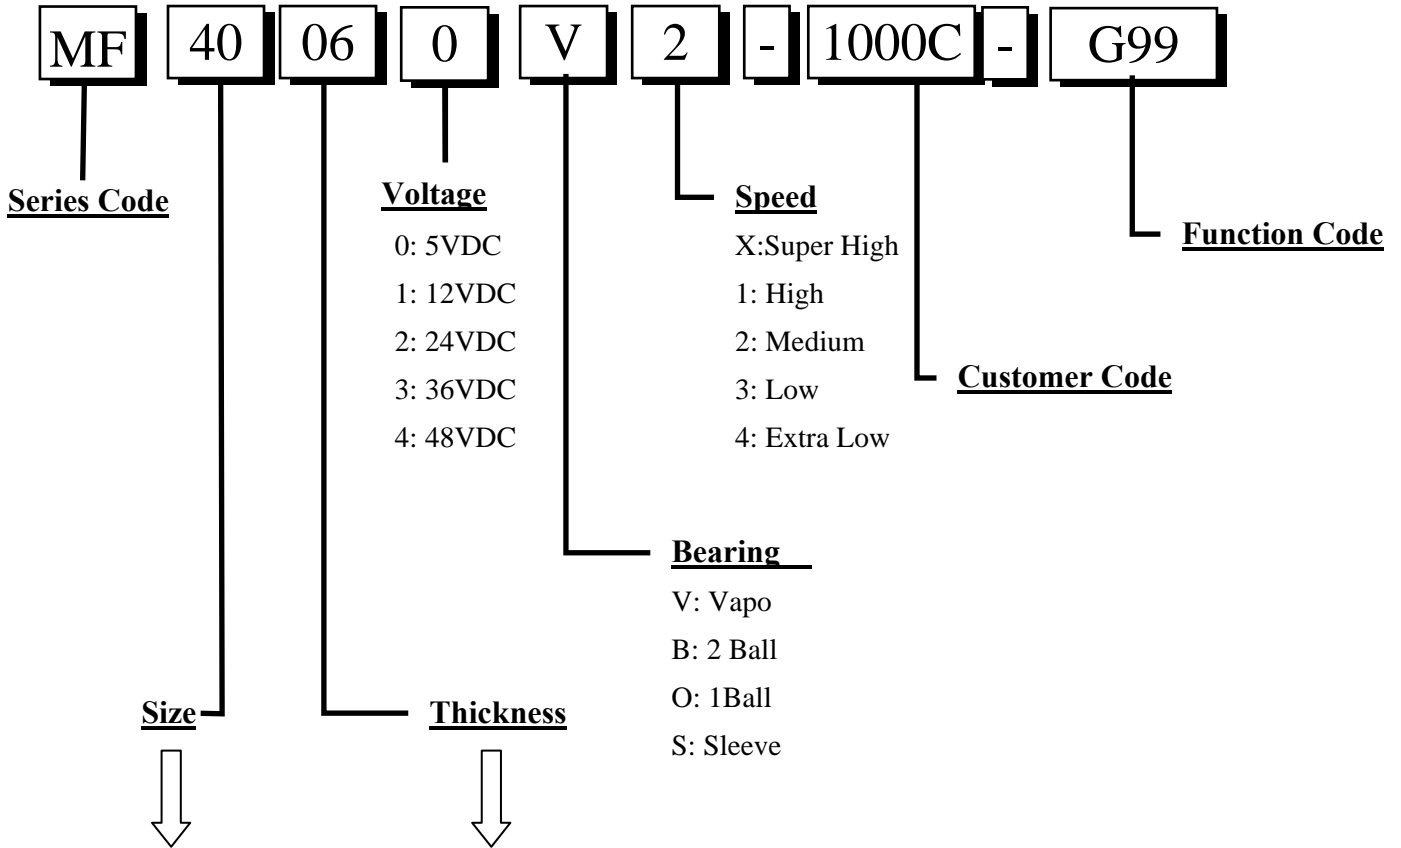 MF 40 06 0 V 2 - 1000C - G99
Series Code
Voltage
0: 5VDC
1: 12VDC
2: 24VDC
3: 36VDC
4: 48VDC
Speed
X:Super High
1: High
2: Medium
3: Low
4: Extra Low
Function Code
Customer Code
Bearing
V: Vapo
B: 2 Ball
O: 1Ball
S: Sleeve
Size
Thickness